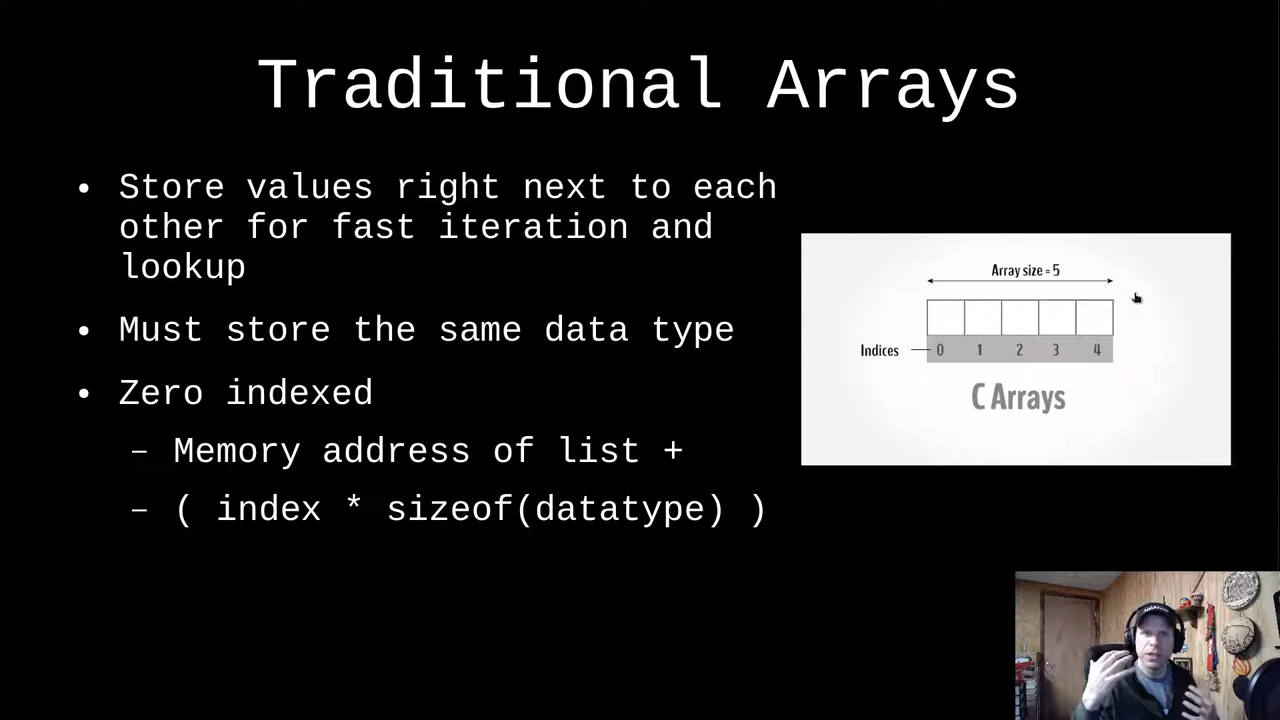 Traditional Arrays
• Store values right next to each
other for fast iteration and
lookup
• Must store the same data type
• Zero indexed
– Memory address of list +
– ( index * sizeof(datatype) )
Array size = 5
Indices 0 1 2 3 4
C Arrays